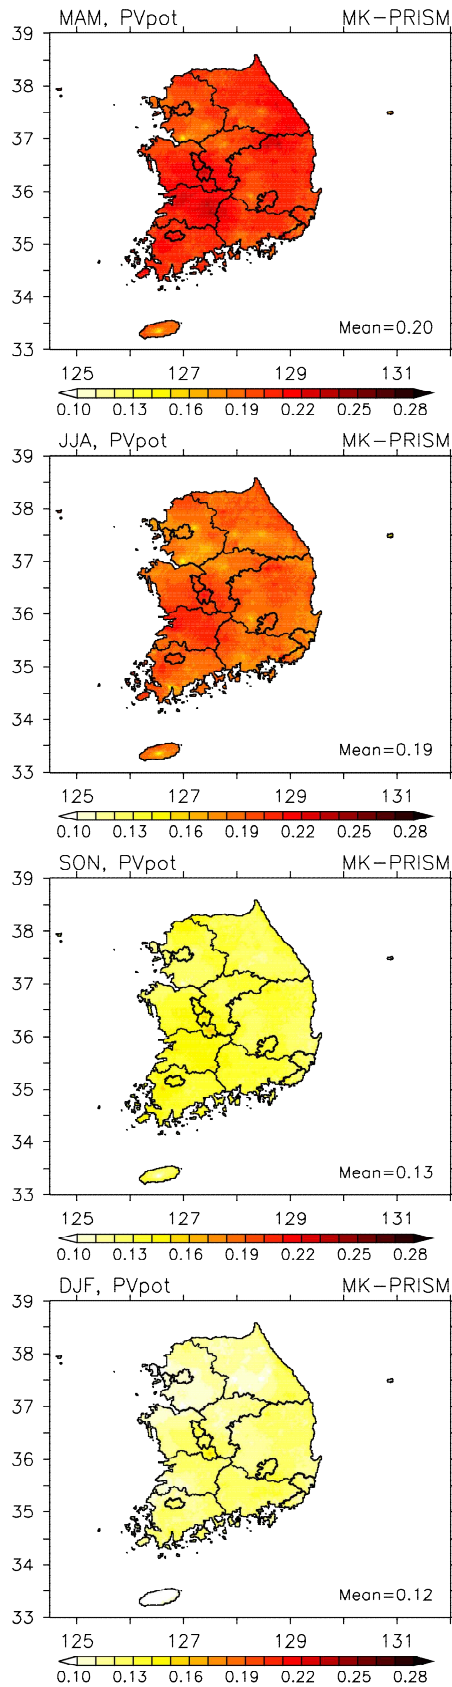 MAM, PVpot MK-PRISM
39
38
37
36
35
34
33
Mean=0.20
125 127 129 131
0.10 0.13 0.16 0.19 0.22 0.25 0.28
JJA, PVpot MK-PRISM
39
38
37
36
35
34
33
Mean=0.19
125 127 129 131
0.10 0.13 0.16 0.19 0.22 0.25 0.28
SON, PVpot MK-PRISM
39
38
37
36
35
34
33
Mean=0.13
125 127 129 131
0.10 0.13 0.16 0.19 0.22 0.25 0.28
DJF, PVpot MK-PRISM
39
38
37
36
35
34
33
Mean=0.12
125 127 129 131
0.10 0.13 0.16 0.19 0.22 0.25 0.28